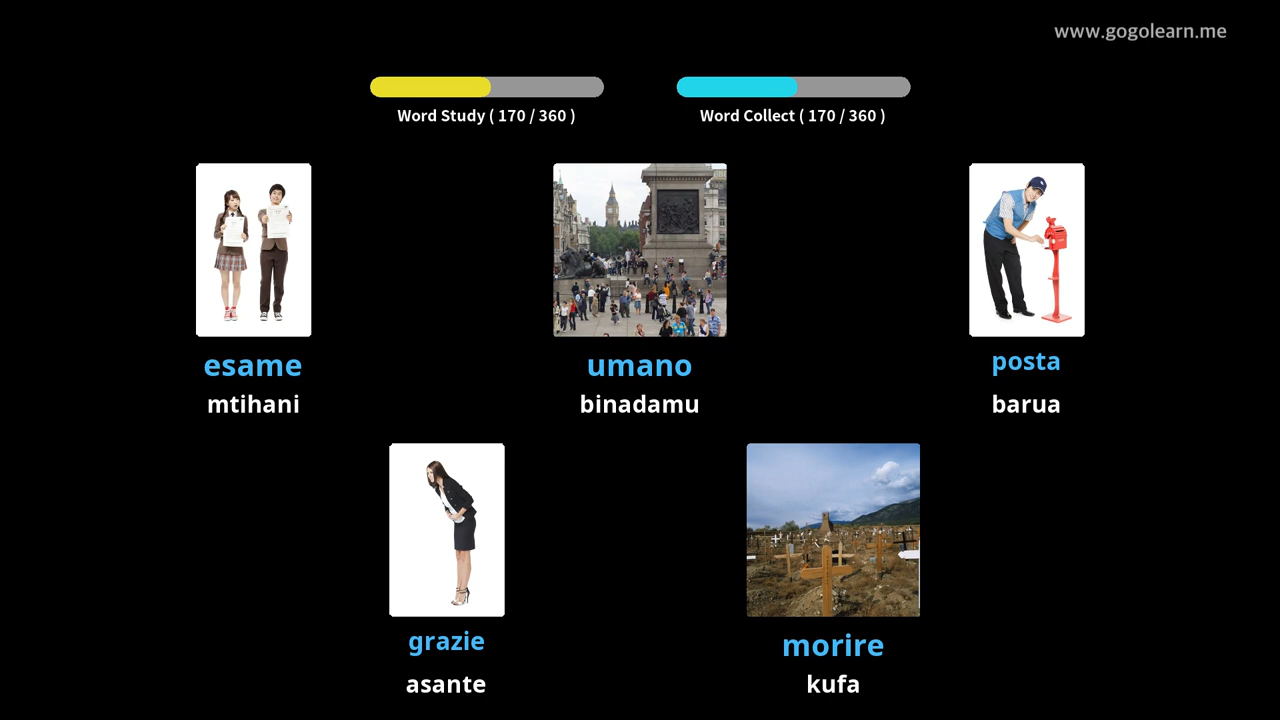 www.gogolearn.me
Word Study ( 170 / 360 )
Word Collect ( 170 / 360 )
esame
mtihani
umano
binadamu
posta
barua
grazie
asante
morire
kufa